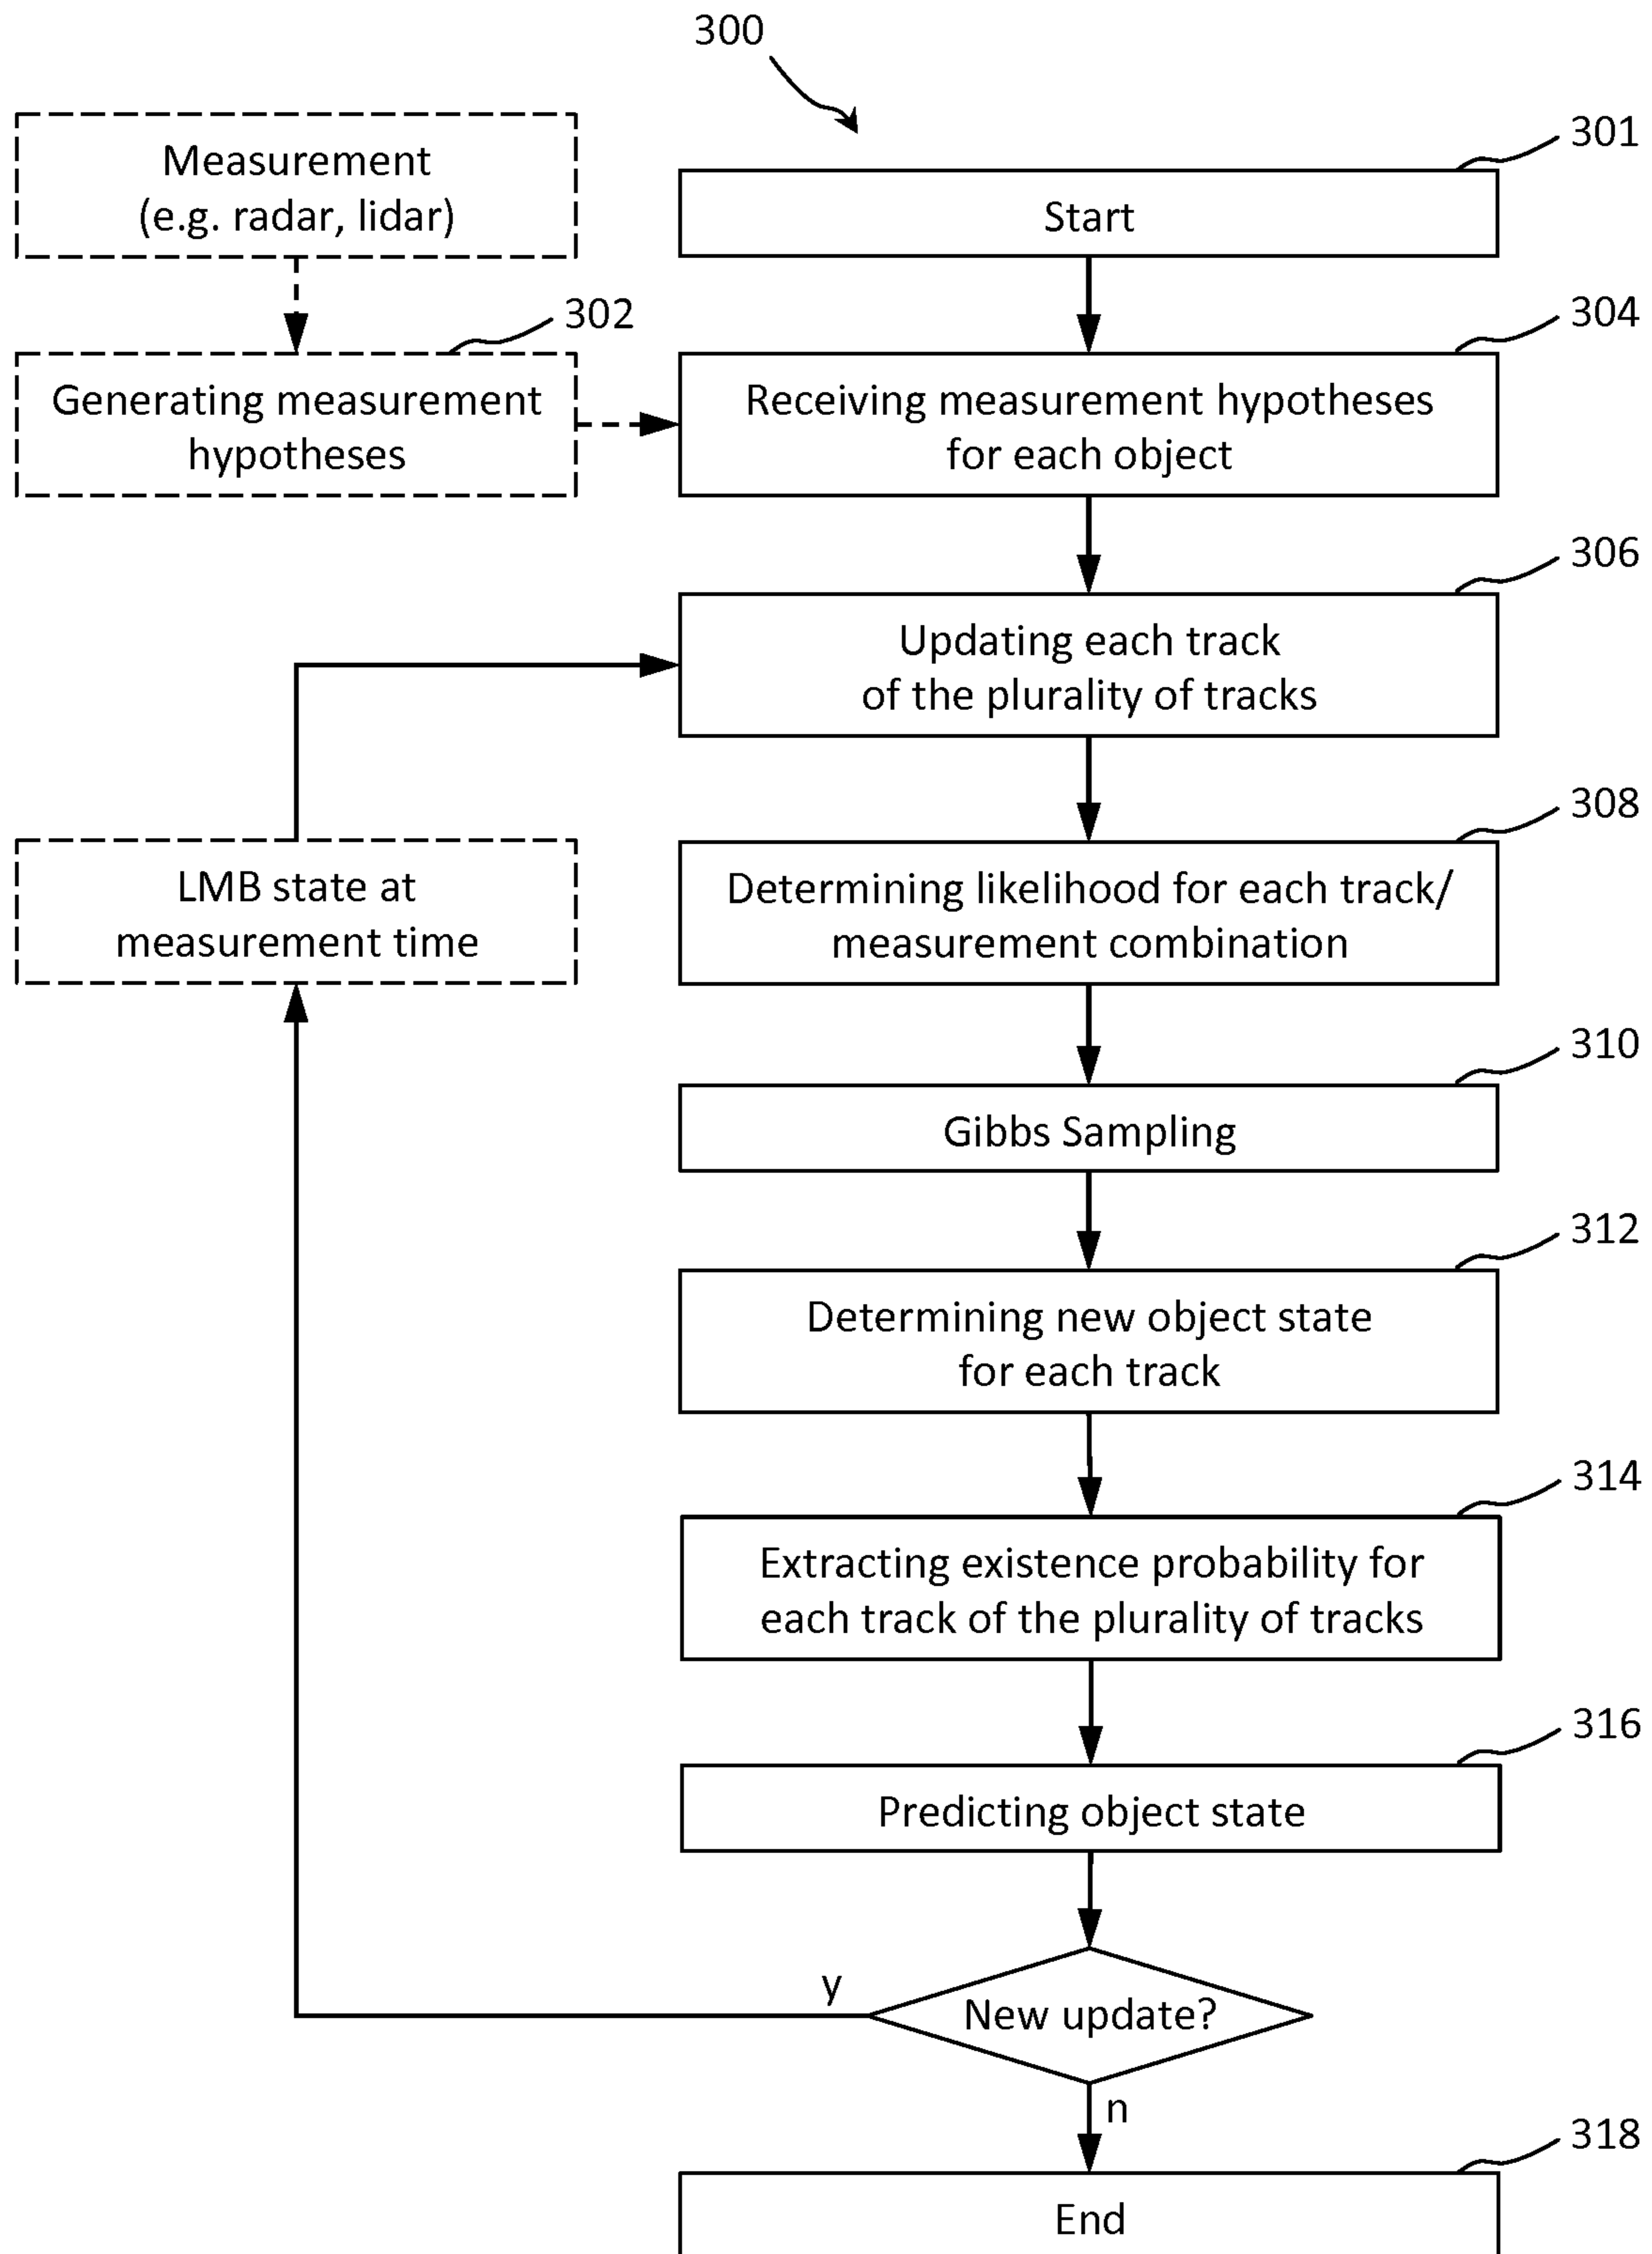 300
301
Measurement
(e.g. radar, lidar)
Start
302
304
Generating measurement
hypotheses
Receiving measurement hypotheses
for each object
306
Updating each track
of the plurality of tracks
308
LMB state at
measurement time
Determining likelihood for each track/
measurement combination
310
Gibbs Sampling
312
Determining new object state
for each track
314
Extracting existence probability for
each track of the plurality of tracks
316
Predicting object state
y
New update?
n
318
End